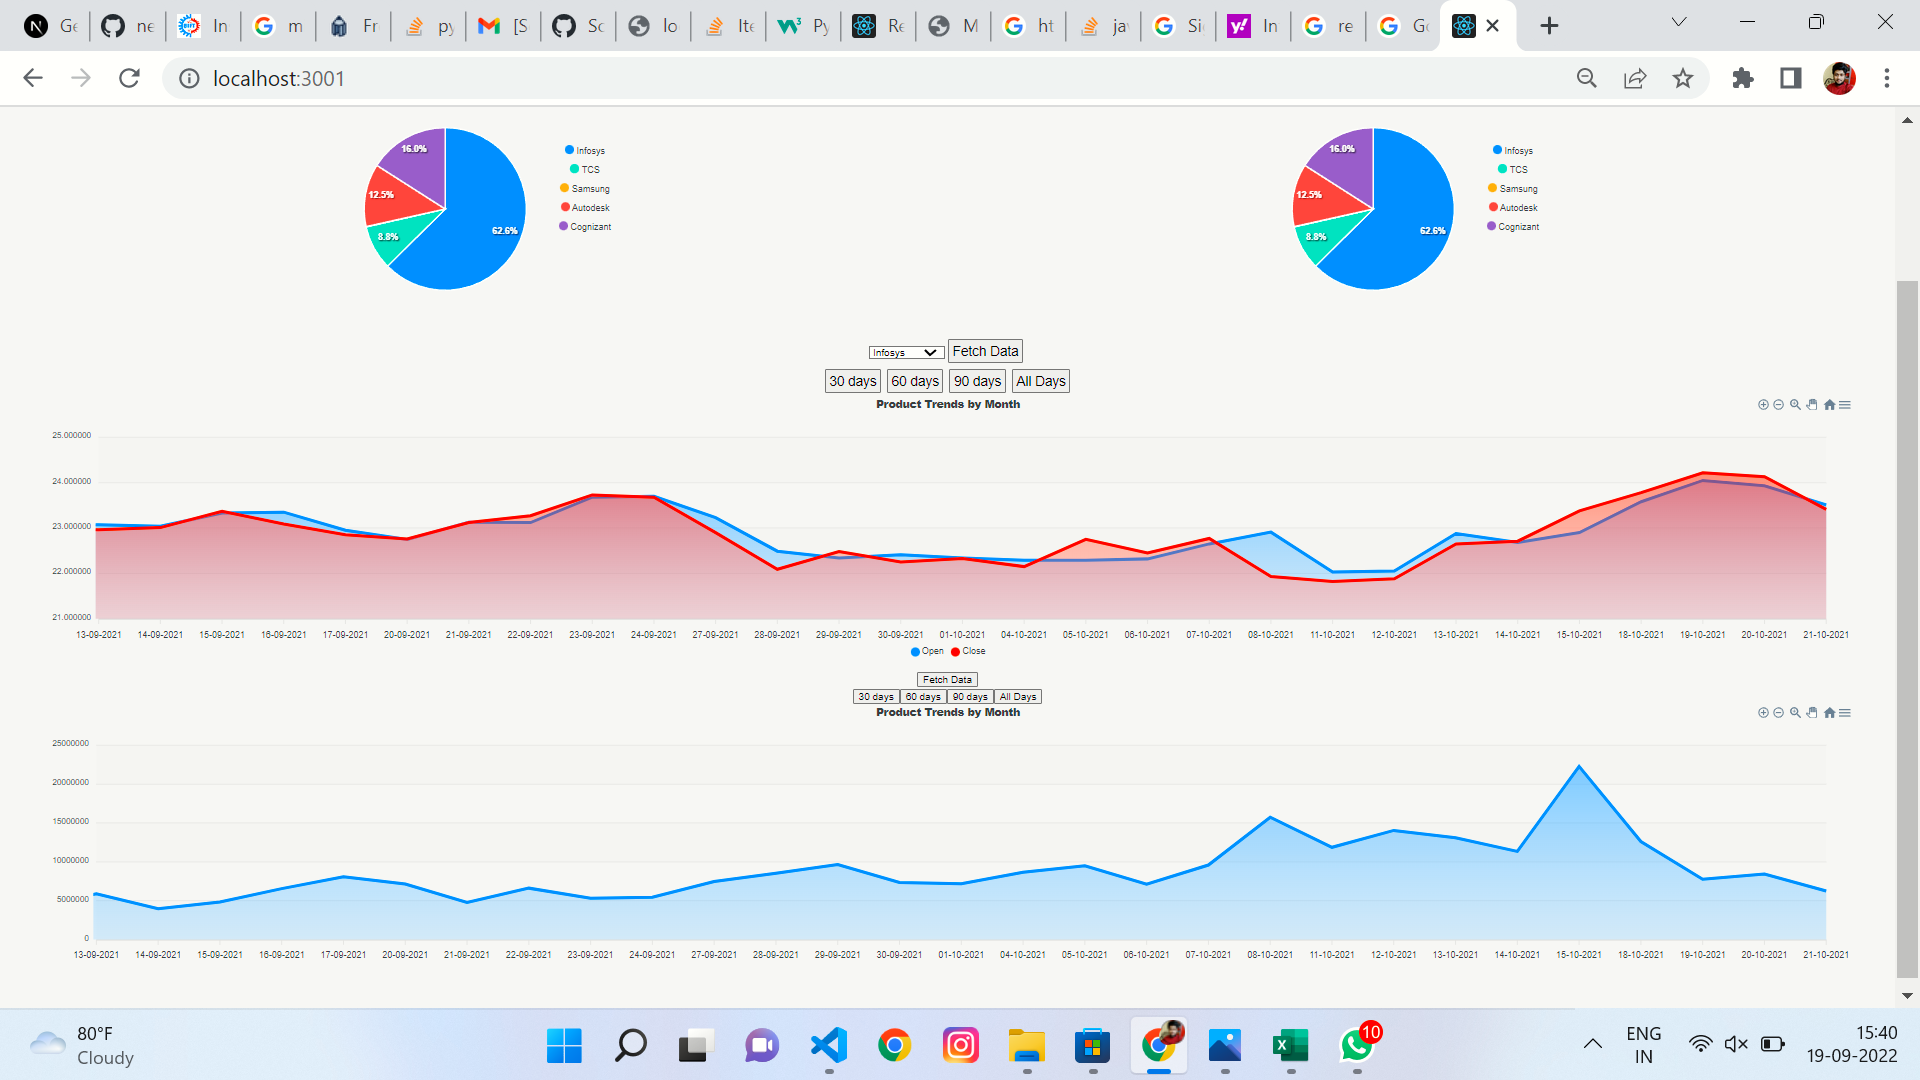 Ge
ne
In
m
Fr
py
[S
Sc
lo
Ite
Py
Re
M
ht
ja
Si
In
re
Go
localhost:3001
16.0%
12.5%
8.8%
62.6%
Infosys
TCS
Samsung
Autodesk
Cognizant
16.0%
12.5%
8.8%
62.6%
Infosys
TCS
Samsung
Autodesk
Cognizant
Infosys Fetch Data
30 days 60 days 90 days All Days
Product Trends by Month
25.000000
24.000000
23.000000
22.000000
21.000000
13-09-2021 14-09-2021 15-09-2021 16-09-2021 17-09-2021 20-09-2021 21-09-2021 22-09-2021 23-09-2021 24-09-2021 27-09-2021 28-09-2021 29-09-2021 30-09-2021 01-10-2021 04-10-2021 05-10-2021 06-10-2021 07-10-2021 08-10-2021 11-10-2021 12-10-2021 13-10-2021 14-10-2021 15-10-2021 18-10-2021 19-10-2021 20-10-2021 21-10-2021
Open Close
Fetch Data
30 days 60 days 90 days All Days
Product Trends by Month
25000000
20000000
15000000
10000000
5000000
0
13-09-2021 14-09-2021 15-09-2021 16-09-2021 17-09-2021 20-09-2021 21-09-2021 22-09-2021 23-09-2021 24-09-2021 27-09-2021 28-09-2021 29-09-2021 30-09-2021 01-10-2021 04-10-2021 05-10-2021 06-10-2021 07-10-2021 08-10-2021 11-10-2021 12-10-2021 13-10-2021 14-10-2021 15-10-2021 18-10-2021 19-10-2021 20-10-2021 21-10-2021
80°F
Cloudy
10
ENG
IN
15:40
19-09-2022